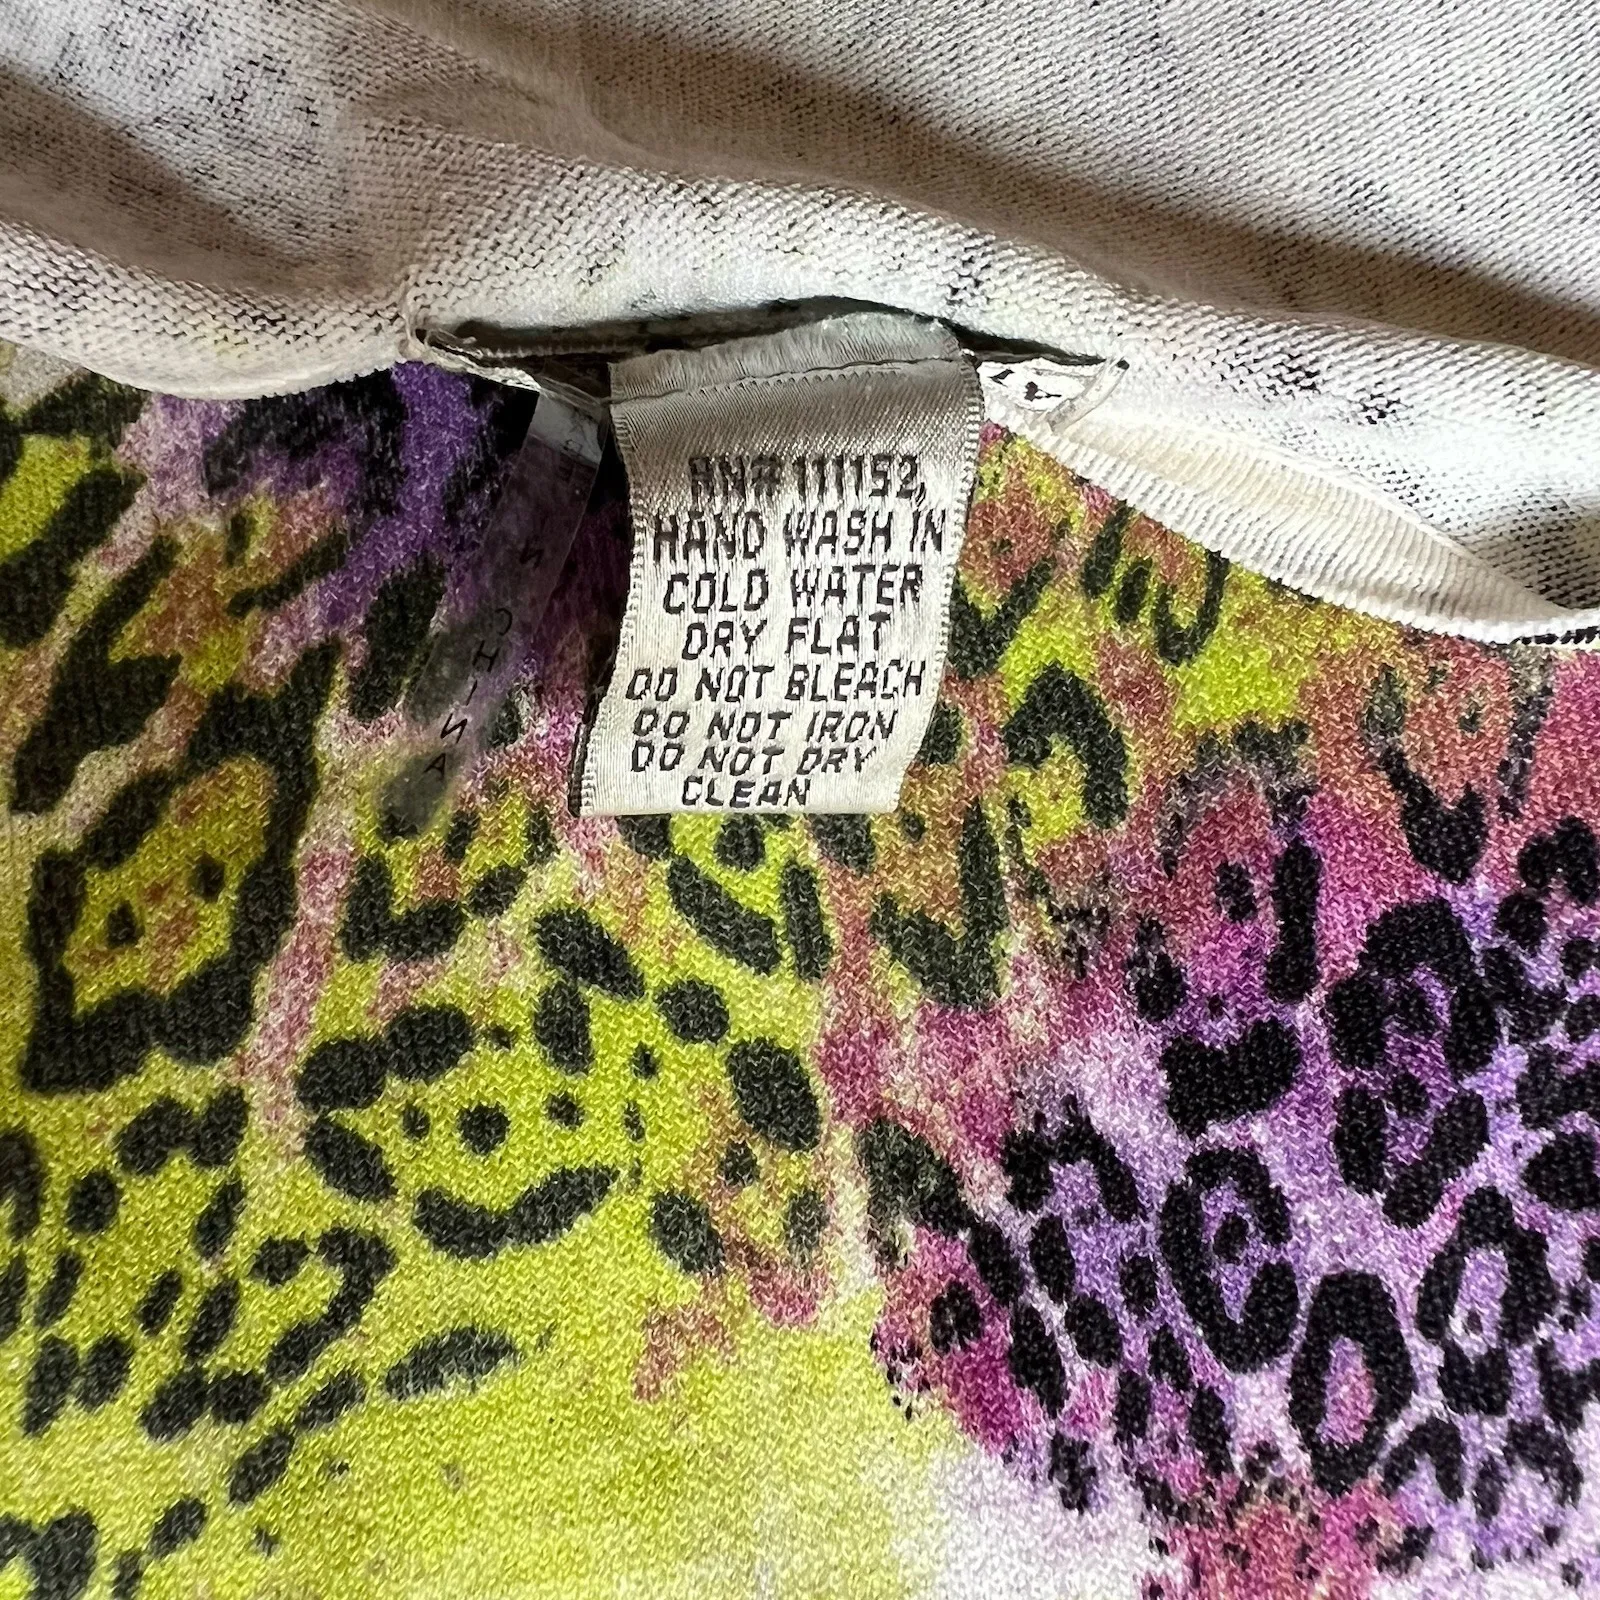 RN# 111152
HAND WASH IN
COLD WATER
DRY FLAT
DO NOT BLEACH
DO NOT IRON
DO NOT DRY
CLEAN
CHINA